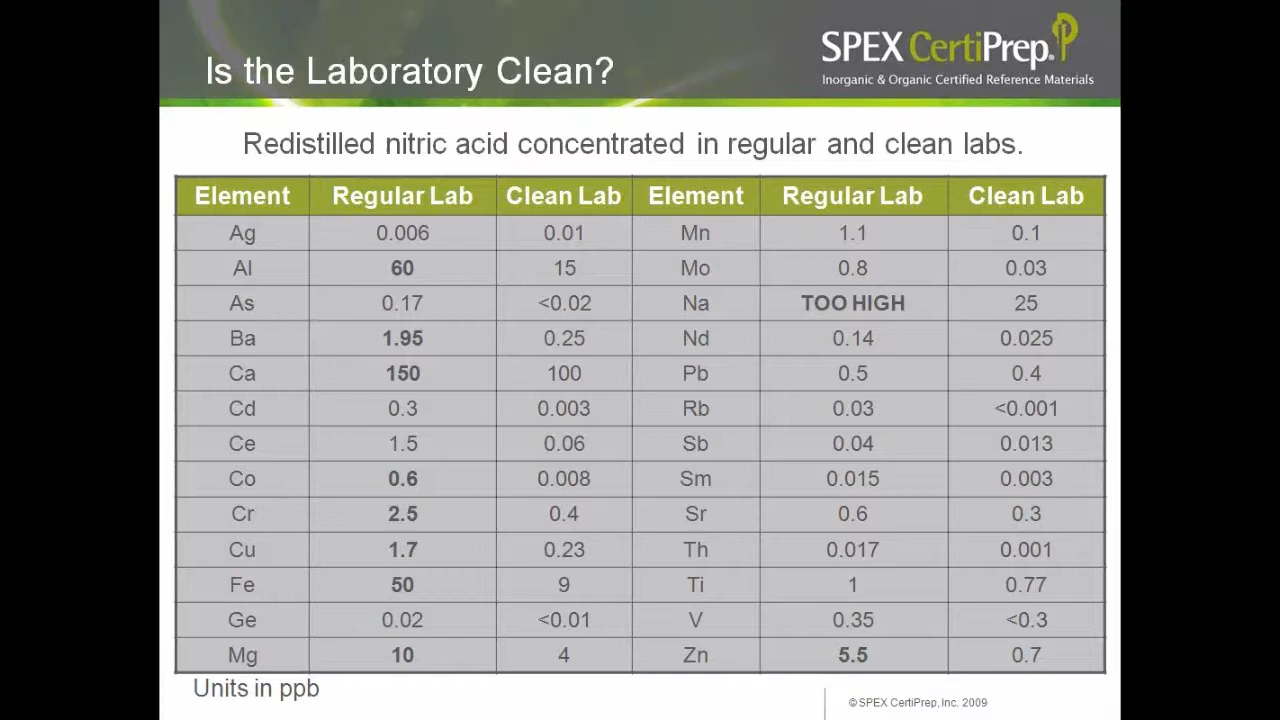 Is the Laboratory Clean?
SPEX CertiPrep.
Inorganic & Organic Certified Reference Materials
Redistilled nitric acid concentrated in regular and clean labs.
Element Regular Lab Clean Lab Element Regular Lab Clean Lab
Ag 0.006 0.01 Mn 1.1 0.1
Al 60 15 Mo 0.8 0.03
As 0.17 <0.02 Na TOO HIGH 25
Ba 1.95 0.25 Nd 0.14 0.025
Ca 150 100 Pb 0.5 0.4
Cd 0.3 0.003 Rb 0.03 <0.001
Ce 1.5 0.06 Sb 0.04 0.013
Co 0.6 0.008 Sm 0.015 0.003
Cr 2.5 0.4 Sr 0.6 0.3
Cu 1.7 0.23 Th 0.017 0.001
Fe 50 9 Ti 1 0.77
Ge 0.02 <0.01 V 0.35 <0.3
Mg 10 4 Zn 5.5 0.7
Units in ppb
© SPEX CertiPrep, Inc. 2009